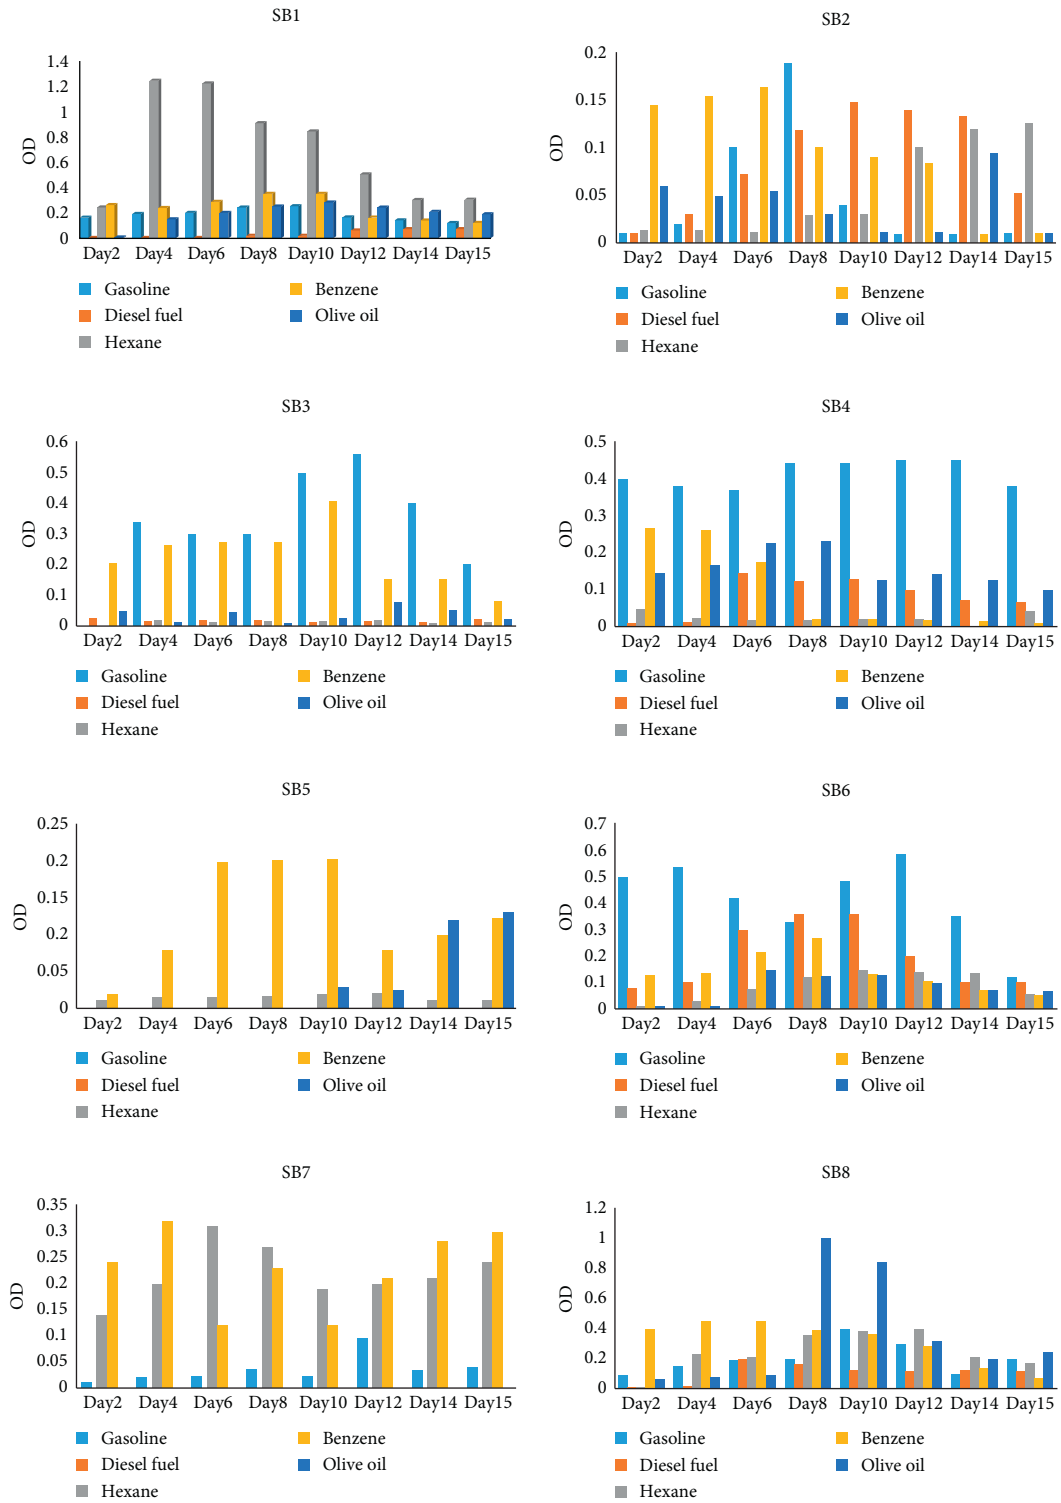 SB1
1.4
1.2
1
0.8
0.6
0.4
0.2
0
OD
Day2 Day4 Day6 Day8 Day10 Day12 Day14 Day15
Gasoline
Diesel fuel
Hexane
Benzene
Olive oil
SB2
0.2
0.15
0.1
0.05
0
OD
Day2 Day4 Day6 Day8 Day10 Day12 Day14 Day15
Gasoline
Diesel fuel
Hexane
Benzene
Olive oil
SB3
0.6
0.5
0.4
0.3
0.2
0.1
0
OD
Day2 Day4 Day6 Day8 Day10 Day12 Day14 Day15
Gasoline
Diesel fuel
Hexane
Benzene
Olive oil
SB4
0.5
0.4
0.3
0.2
0.1
0
OD
Day2 Day4 Day6 Day8 Day10 Day12 Day14 Day15
Gasoline
Diesel fuel
Hexane
Benzene
Olive oil
SB5
0.25
0.2
0.15
0.2
0.05
0
OD
Day2 Day4 Day6 Day8 Day10 Day12 Day14 Day15
Gasoline
Diesel fuel
Hexane
Benzene
Olive oil
SB6
0.7
0.6
0.5
0.4
0.3
0.2
0.1
0
OD
Day2 Day4 Day6 Day8 Day10 Day12 Day14 Day15
Gasoline
Diesel fuel
Hexane
Benzene
Olive oil
SB7
0.35
0.3
0.25
0.2
0.15
0.1
0.05
0
OD
Day2 Day4 Day6 Day8 Day10 Day12 Day14 Day15
Gasoline
Diesel fuel
Hexane
Benzene
Olive oil
SB8
1.2
1
0.8
0.6
0.4
0.2
0
OD
Day2 Day4 Day6 Day8 Day10 Day12 Day14 Day15
Gasoline
Diesel fuel
Hexane
Benzene
Olive oil